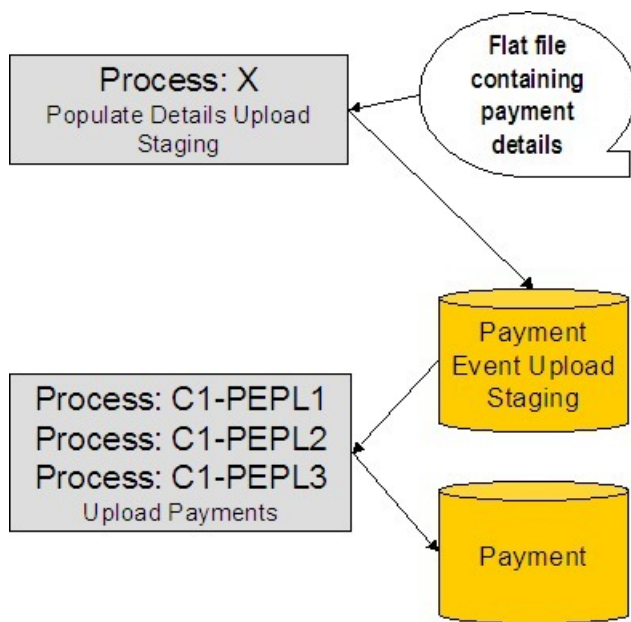 Process: X
Populate Details Upload
Staging
Flat file
containing
payment
details
Payment
Event Upload
Staging
Process: C1-PEPL1
Process: C1-PEPL2
Process: C1-PEPL3
Upload Payments
Payment